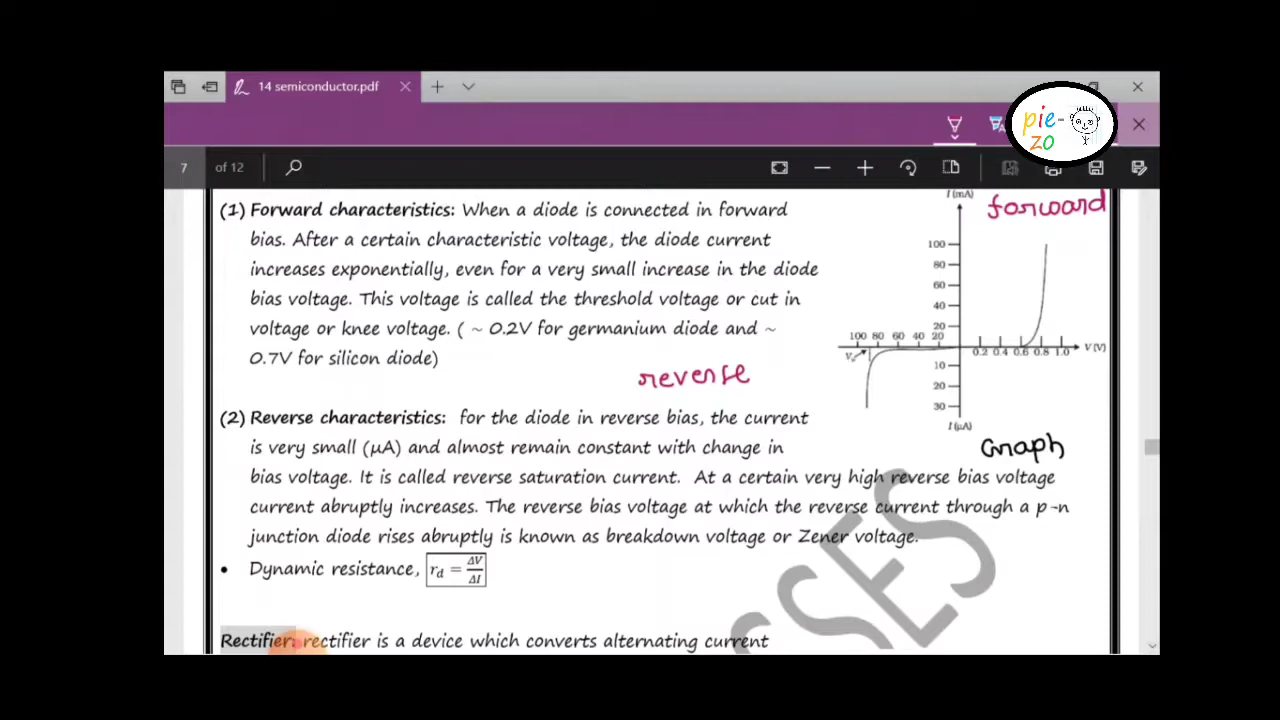 14 semiconductor.pdf
pie-
zo
7 of 12
(1) Forward characteristics: When a diode is connected in forward
bias. After a certain characteristic voltage, the diode current
increases exponentially, even for a very small increase in the diode
bias voltage. This voltage is called the threshold voltage or cut in
voltage or knee voltage. ( ~ 0.2V for germanium diode and ~
0.7V for silicon diode)
I (mA)
forward
100
80
60
40
20
100 80 60 40 20
0.2 0.4 0.6 0.8 1.0 V (V)
10
20
30
I (μA)
Graph
reverse
(2) Reverse characteristics: for the diode in reverse bias, the current
is very small (μA) and almost remain constant with change in
bias voltage. It is called reverse saturation current. At a certain very high reverse bias voltage
current abruptly increases. The reverse bias voltage at which the reverse current through a p-n
junction diode rises abruptly is known as breakdown voltage or Zener voltage.
• Dynamic resistance, r_d = ΔV/ΔI
Rectifier: rectifier is a device which converts alternating current
SSES